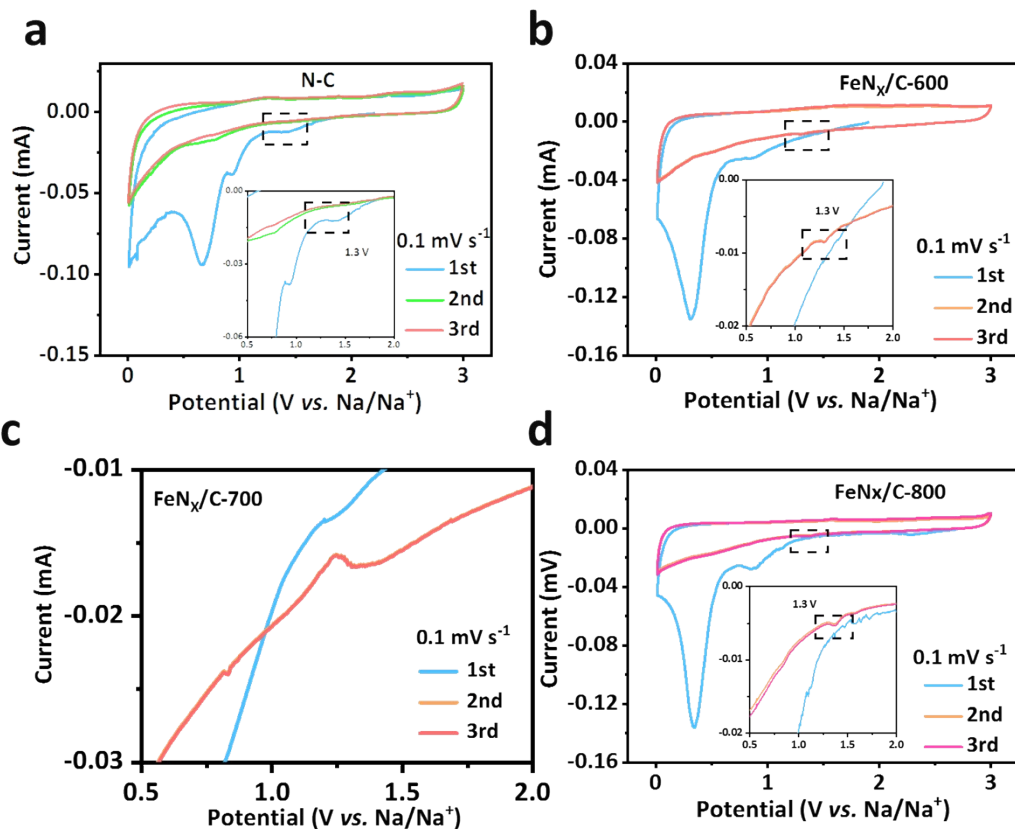 a
N-C
0.00
-0.05
-0.10
-0.15
Current (mA)
0
1
2
3
Potential (V vs. Na/Na⁺)
0.1 mV s⁻¹
1st
2nd
3rd
0.00
-0.03
-0.06
0.5
1.0
1.5
2.0
1.3 V
b
FeNX/C-600
0.04
0.00
-0.04
-0.08
-0.12
-0.16
Current (mA)
0
1
2
3
Potential (V vs. Na/Na⁺)
0.1 mV s⁻¹
1st
2nd
3rd
0.00
-0.01
-0.02
0.5
1.0
1.5
2.0
1.3 V
c
FeNX/C-700
-0.01
-0.02
-0.03
Current (mA)
0.5
1.0
1.5
2.0
Potential (V vs. Na/Na⁺)
0.1 mV s⁻¹
1st
2nd
3rd
d
FeNx/C-800
0.04
0.00
-0.04
-0.08
-0.12
-0.16
Current (mV)
0
1
2
3
Potential (V vs. Na/Na⁺)
0.1 mV s⁻¹
1st
2nd
3rd
0.00
-0.01
-0.02
0.5
1.0
1.5
2.0
1.3 V